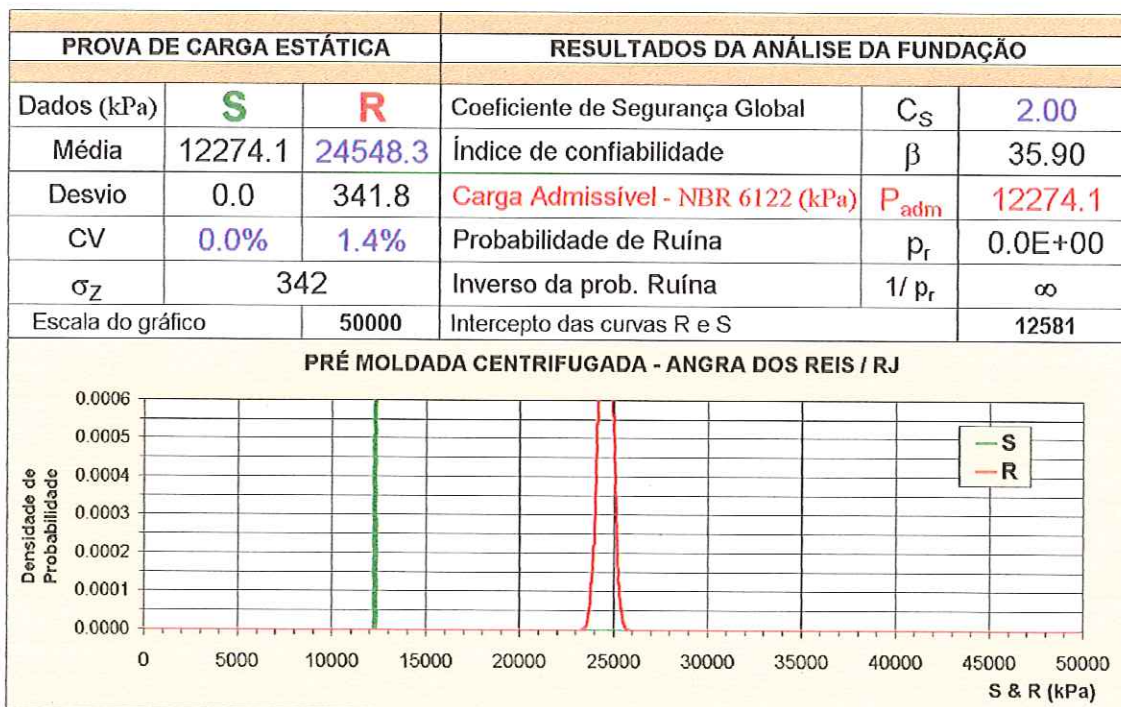 PROVA DE CARGA ESTÁTICA RESULTADOS DA ANÁLISE DA FUNDAÇÃO
Dados (kPa) S R Coeficiente de Segurança Global CS 2.00
Média 12274.1 24548.3 Índice de confiabilidade β 35.90
Desvio 0.0 341.8 Carga Admissível - NBR 6122 (kPa) Padm 12274.1
CV 0.0% 1.4% Probabilidade de Ruína pr 0.0E+00
σZ 342 Inverso da prob. Ruína 1/ pr ∞
Escala do gráfico 50000 Intercepto das curvas R e S 12581
PRÉ MOLDADA CENTRIFUGADA - ANGRA DOS REIS / RJ
Densidade de
Probabilidade
0.0006
0.0005
0.0004
0.0003
0.0002
0.0001
0.0000
S
R
0 5000 10000 15000 20000 25000 30000 35000 40000 45000 50000
S & R (kPa)